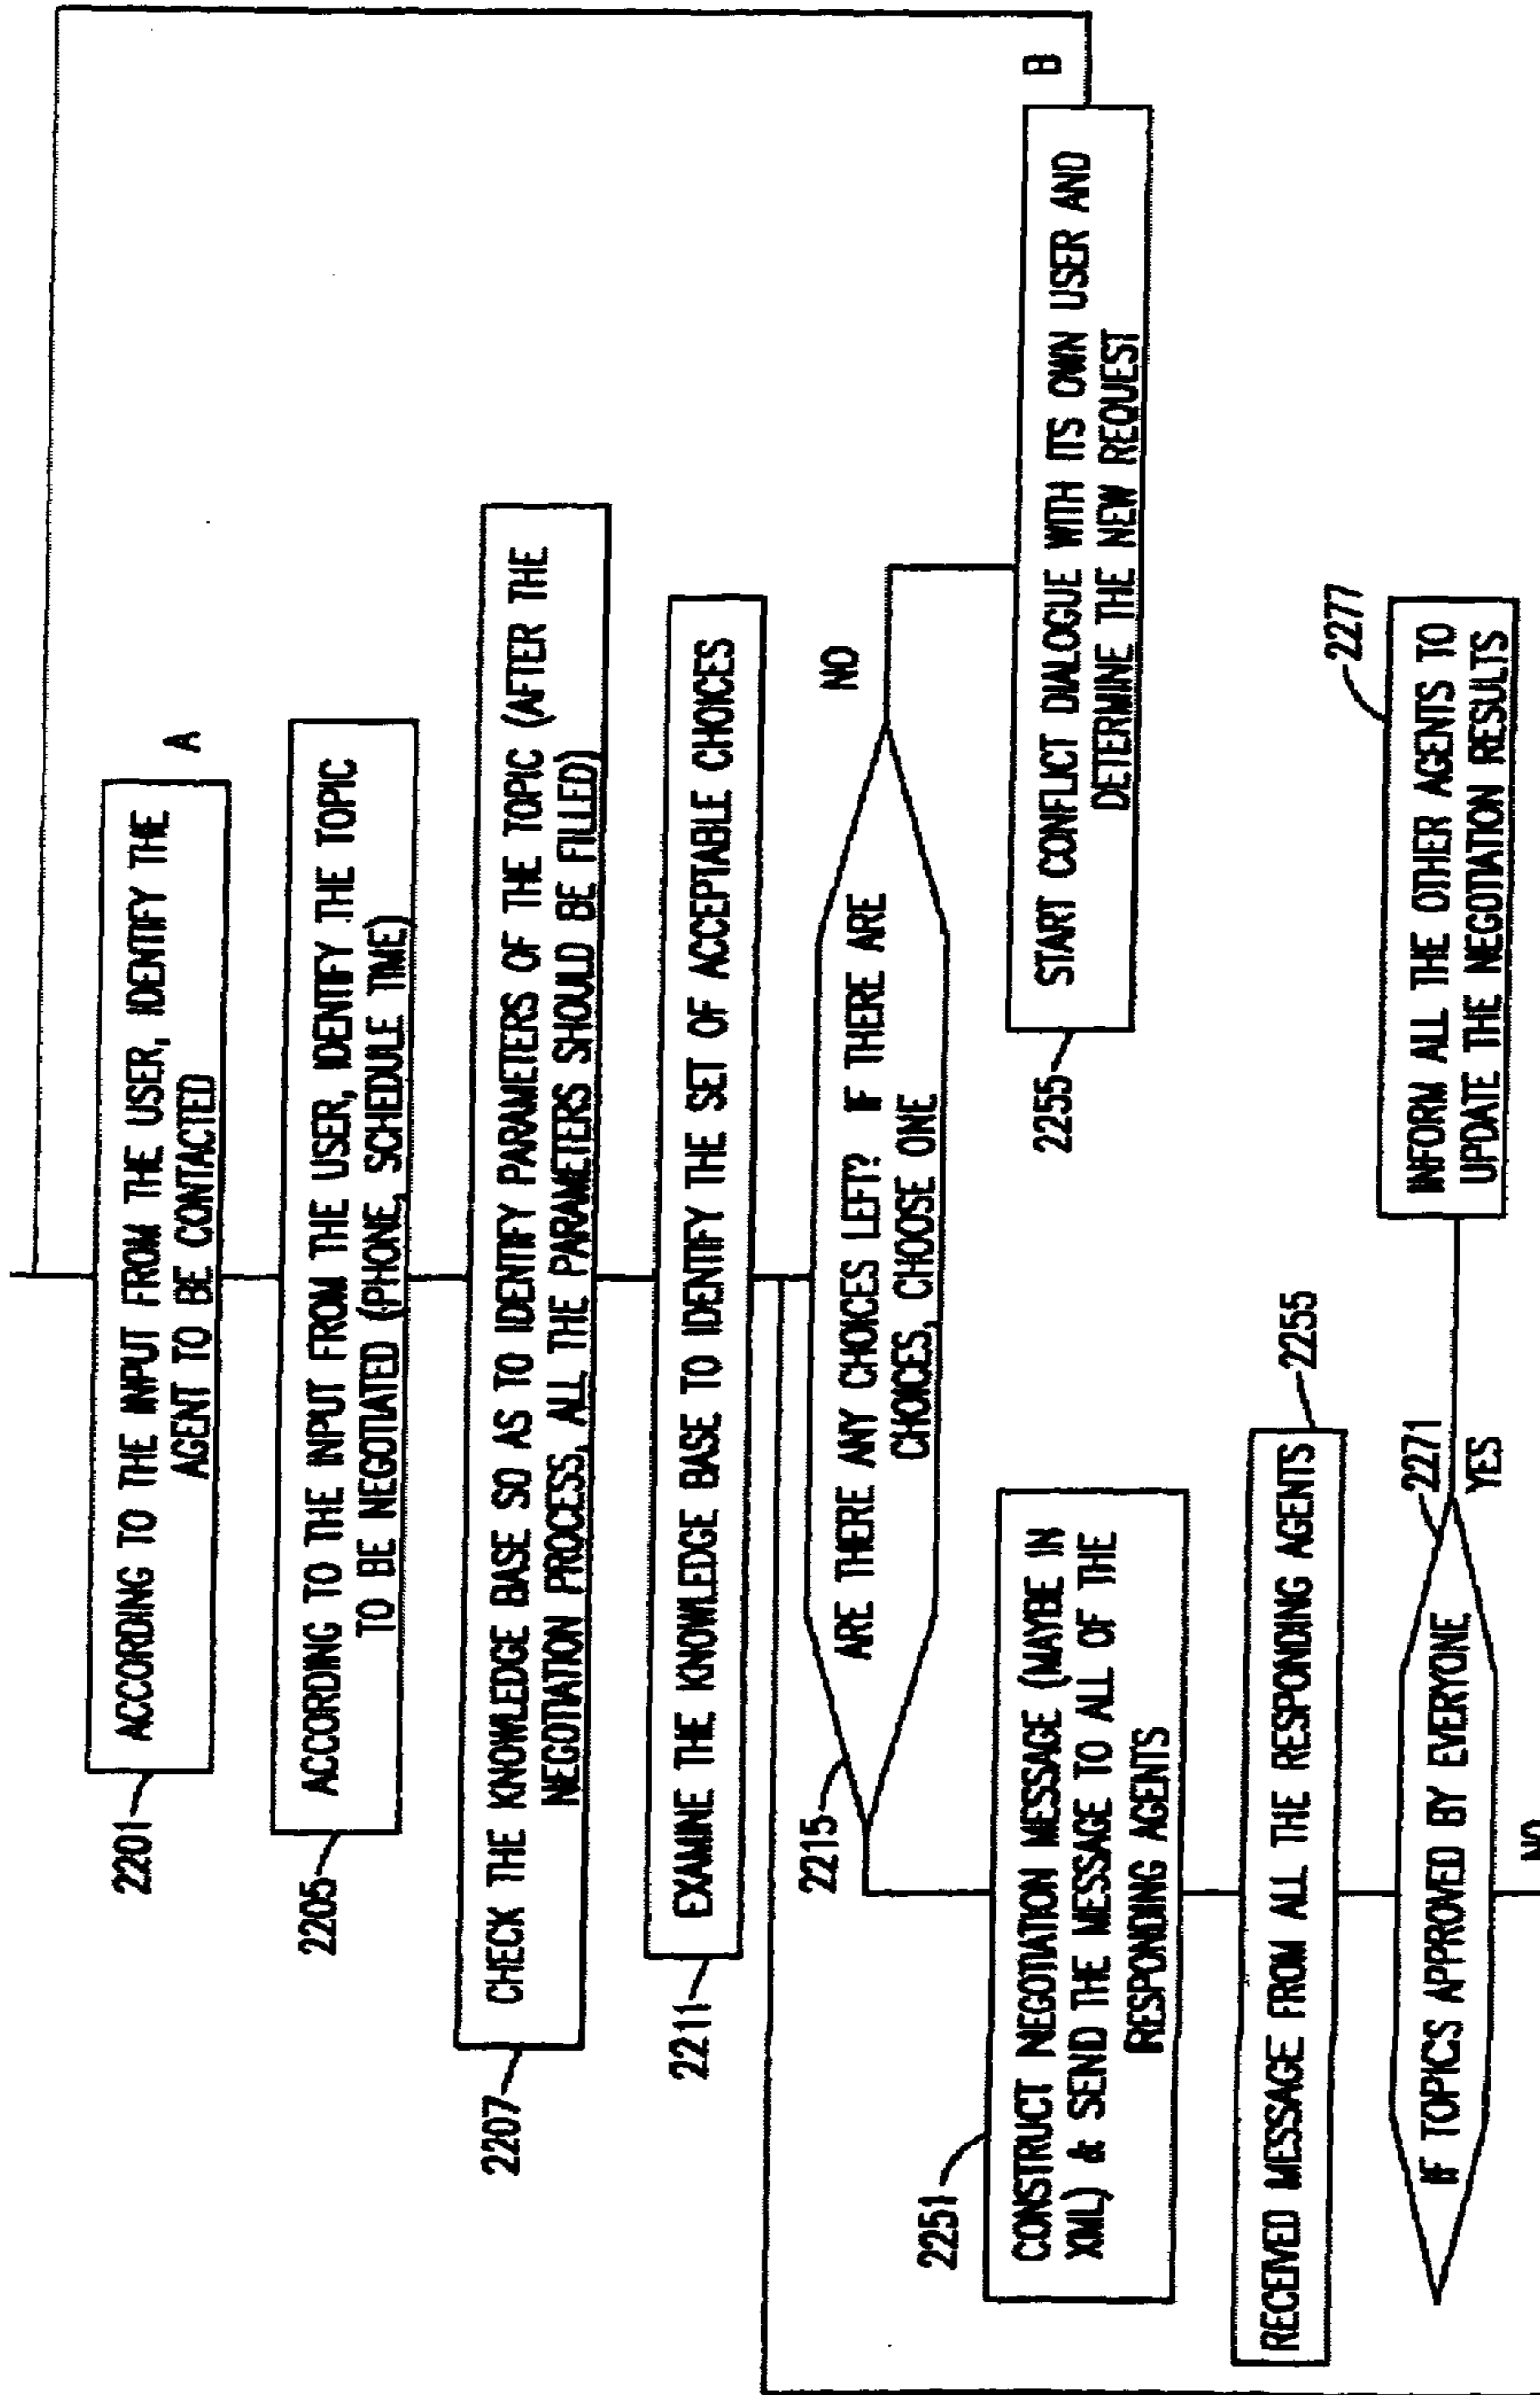 2201
ACCORDING TO THE INPUT FROM THE USER, IDENTIFY THE
AGENT TO BE CONTACTED
A
2205
ACCORDING TO THE INPUT FROM THE USER, IDENTIFY THE TOPIC
TO BE NEGOTIATED (PHONE, SCHEDULE TIME)
2207
CHECK THE KNOWLEDGE BASE SO AS TO IDENTIFY PARAMETERS OF THE TOPIC (AFTER THE
NEGOTIATION PROCESS, ALL THE PARAMETERS SHOULD BE FILLED)
2211
EXAMINE THE KNOWLEDGE BASE TO IDENTIFY THE SET OF ACCEPTABLE CHOICES
2215
ARE THERE ANY CHOICES LEFT? IF THERE ARE
CHOICES, CHOOSE ONE
NO
2255
START CONFLICT DIALOGUE WITH ITS OWN USER AND
DETERMINE THE NEW REQUEST
B
2251
CONSTRUCT NEGOTIATION MESSAGE (MAYBE IN
XML) & SEND THE MESSAGE TO ALL OF THE
RESPONDING AGENTS
RECEIVED MESSAGE FROM ALL THE RESPONDING AGENTS
2255
IF TOPICS APPROVED BY EVERYONE
2271
YES
INFORM ALL THE OTHER AGENTS TO
UPDATE THE NEGOTIATION RESULTS
2277
NO